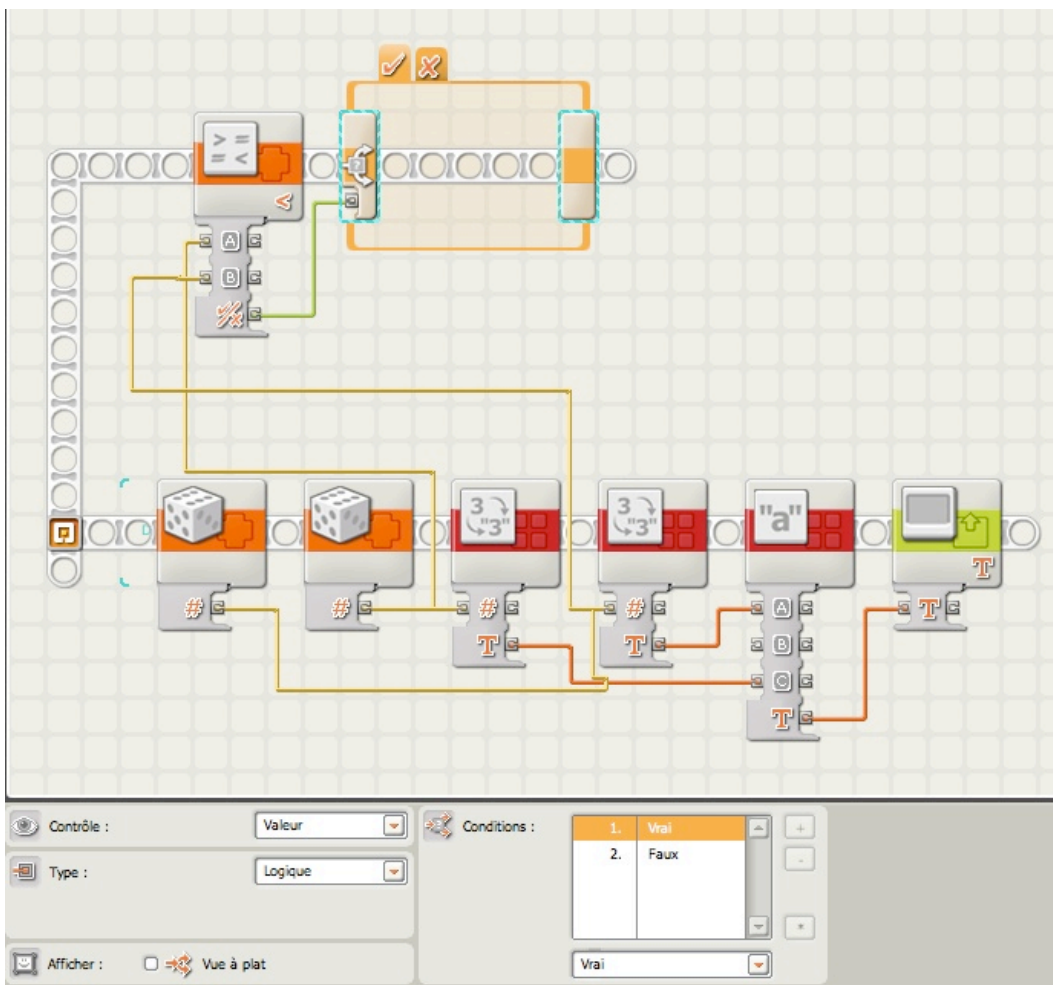 > =
= <
<
A
B
3
"3"
3
"3"
"a"
T
#
#
#
#
A
T
T
T
B
C
T
Contrôle :
Valeur
Conditions :
1. Vrai
+
2. Faux
-
Type :
Logique
*
Afficher :
Vue à plat
Vrai